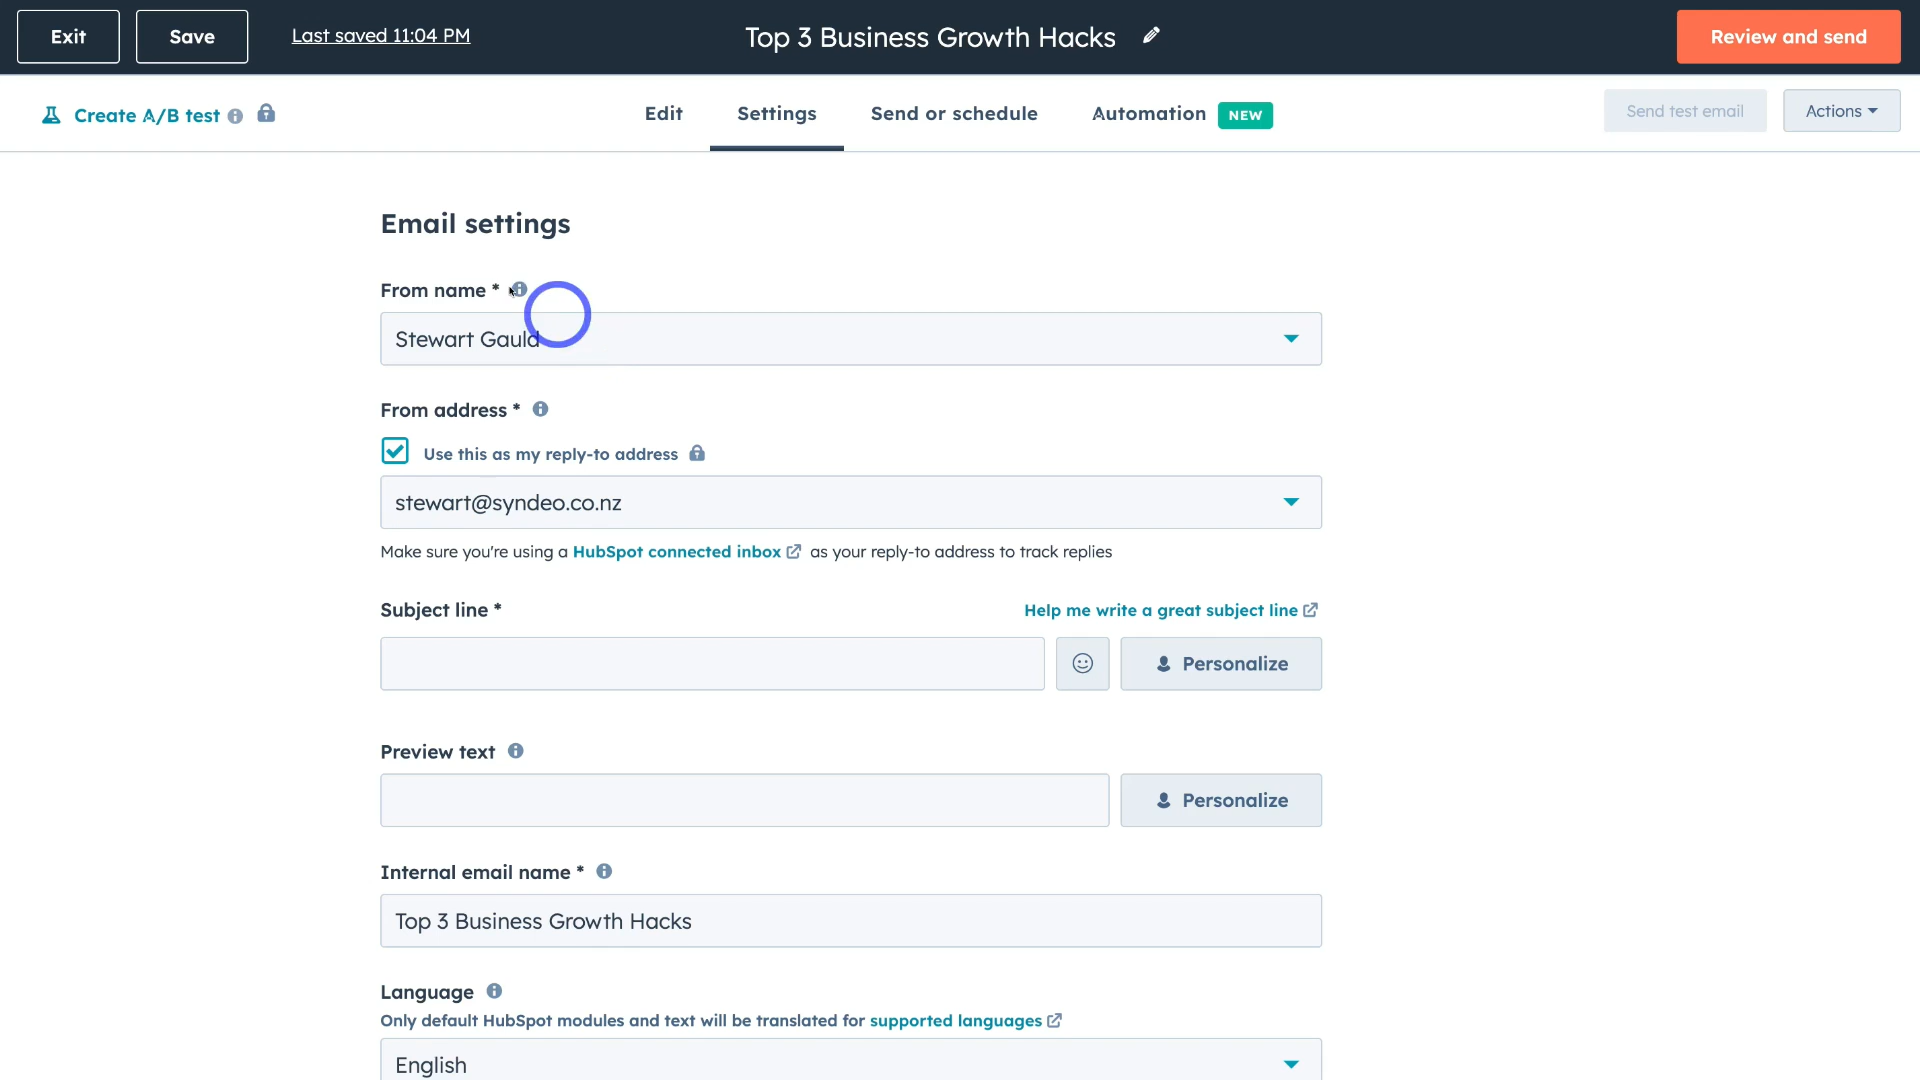 Exit
Save
Last saved 11:04 PM
Top 3 Business Growth Hacks
Review and send
Create A/B test
Edit
Settings
Send or schedule
Automation NEW
Send test email
Actions
Email settings
From name *
Stewart Gauld
From address *
Use this as my reply-to address
stewart@syndeo.co.nz
Make sure you're using a HubSpot connected inbox as your reply-to address to track replies
Subject line *
Help me write a great subject line
Personalize
Preview text
Personalize
Internal email name *
Top 3 Business Growth Hacks
Language
Only default HubSpot modules and text will be translated for supported languages
English